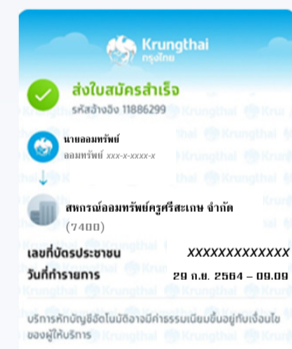 Krungthai
กรุงไทย
ส่งใบสมัครสำเร็จ
รหัสอ้างอิง 11886299
นายออมทรัพย์
ออมทรัพย์ xxx-x-xxxx-x
สหกรณ์ออมทรัพย์ครูศรีสะเกษ จำกัด
(7400)
เลขที่บัตรประชาชน XXXXXXXXXXXXX
วันที่ทำรายการ 29 ก.ย. 2564 - 09.09
บริการหักบัญชีอัตโนมัติอาจมีค่าธรรมเนียมขึ้นอยู่กับเงื่อนไข
ของผู้ให้บริการ